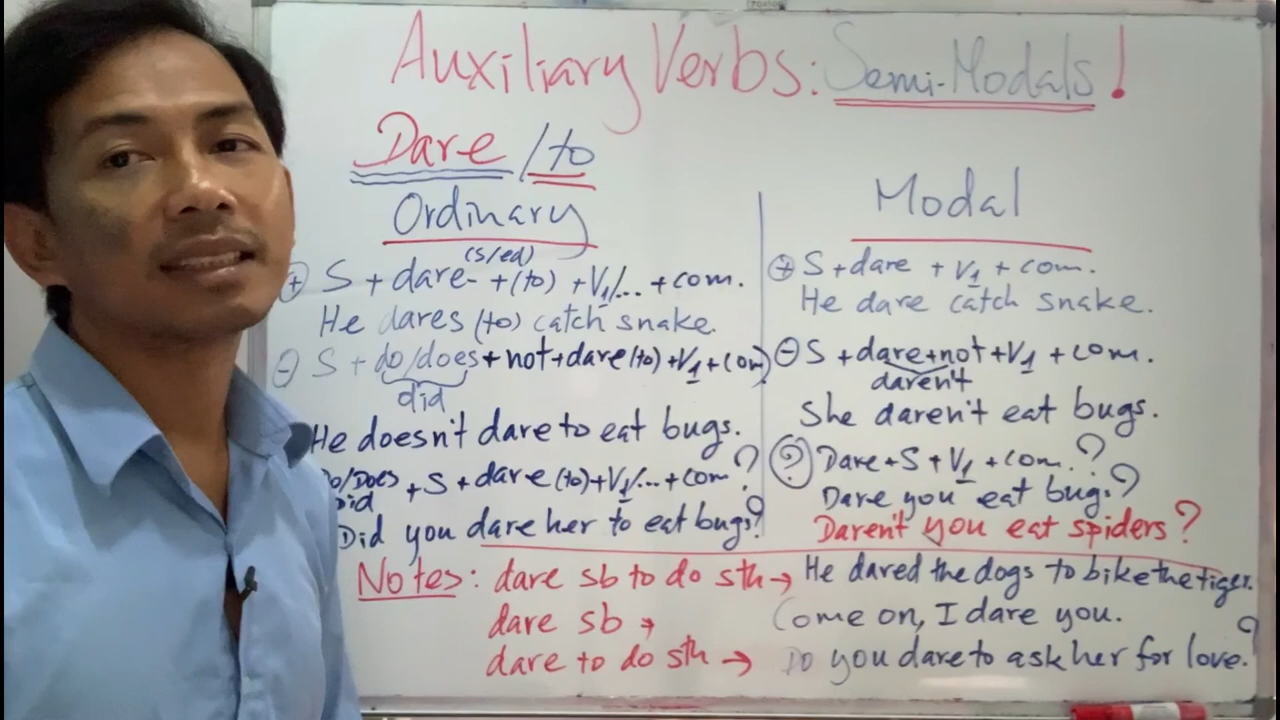 Auxiliary Verbs: Semi-Modals!
Dare / to
Ordinary
(s/ed)
+ S + dare- + (to) + V1/... + com.
He dares (to) catch snake.
- S + do/does + not + dare (to) + V1 + com
did
He doesn't dare to eat bugs.
Do/Does + S + dare (to) + V1/... + com?
Did
Did you dare her to eat bugs?
Modal
+ S + dare + V1 + com.
He dare catch snake.
- S + dare + not + V1 + com.
daren't
She daren't eat bugs.
? Dare + S + V1 + com.?
Dare you eat bugs?
Daren't you eat spiders?
Notes: dare sb to do sth → He dared the dogs to bike the tiger.
dare sb → Come on, I dare you.
dare to do sth → Do you dare to ask her for love?